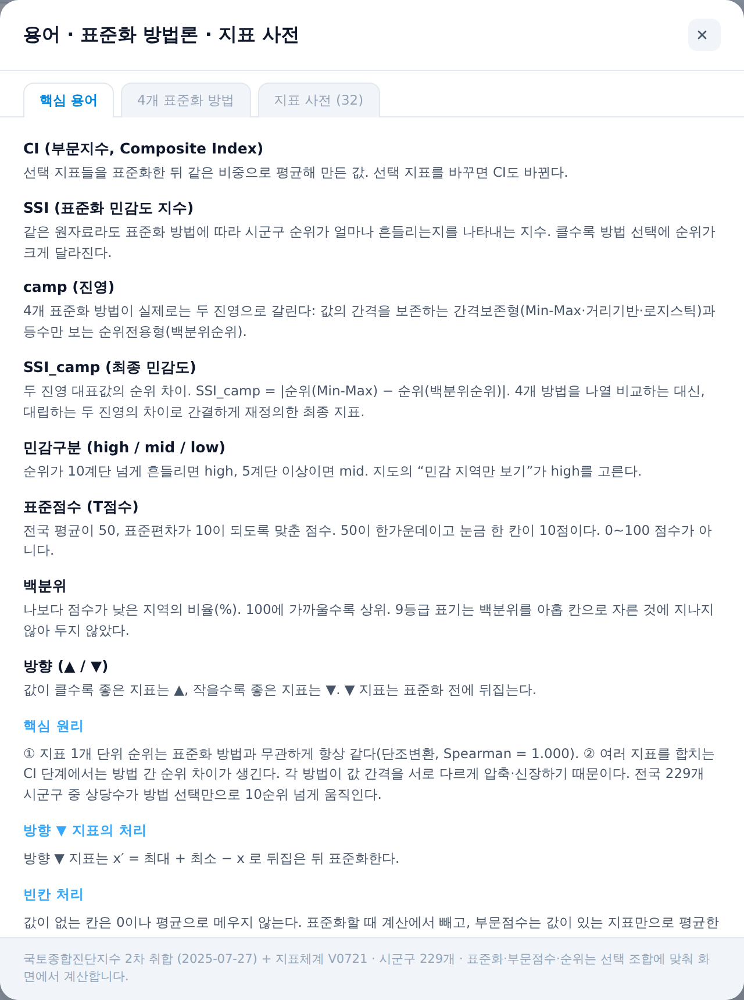 용어 · 표준화 방법론 · 지표 사전
✕
핵심 용어
4개 표준화 방법
지표 사전 (32)
CI (부문지수, Composite Index)
선택 지표들을 표준화한 뒤 같은 비중으로 평균해 만든 값. 선택 지표를 바꾸면 CI도 바뀐다.
SSI (표준화 민감도 지수)
같은 원자료라도 표준화 방법에 따라 시군구 순위가 얼마나 흔들리는지를 나타내는 지수. 클수록 방법 선택에 순위가
크게 달라진다.
camp (진영)
4개 표준화 방법이 실제로는 두 진영으로 갈린다: 값의 간격을 보존하는 간격보존형(Min-Max·거리기반·로지스틱)과
등수만 보는 순위전용형(백분위순위).
SSI_camp (최종 민감도)
두 진영 대표값의 순위 차이. SSI_camp = |순위(Min-Max) − 순위(백분위순위)|. 4개 방법을 나열 비교하는 대신,
대립하는 두 진영의 차이로 간결하게 재정의한 최종 지표.
민감구분 (high / mid / low)
순위가 10계단 넘게 흔들리면 high, 5계단 이상이면 mid. 지도의 “민감 지역만 보기”가 high를 고른다.
표준점수 (T점수)
전국 평균이 50, 표준편차가 10이 되도록 맞춘 점수. 50이 한가운데이고 눈금 한 칸이 10점이다. 0~100 점수가 아
니다.
백분위
나보다 점수가 낮은 지역의 비율(%). 100에 가까울수록 상위. 9등급 표기는 백분위를 아홉 칸으로 자른 것에 지나지
않아 두지 않았다.
방향 (▲ / ▼)
값이 클수록 좋은 지표는 ▲, 작을수록 좋은 지표는 ▼. ▼ 지표는 표준화 전에 뒤집는다.
핵심 원리
① 지표 1개 단위 순위는 표준화 방법과 무관하게 항상 같다(단조변환, Spearman = 1.000). ② 여러 지표를 합치는
CI 단계에서는 방법 간 순위 차이가 생긴다. 각 방법이 값 간격을 서로 다르게 압축·신장하기 때문이다. 전국 229개
시군구 중 상당수가 방법 선택만으로 10순위 넘게 움직인다.
방향 ▼ 지표의 처리
방향 ▼ 지표는 x′ = 최대 + 최소 − x 로 뒤집은 뒤 표준화한다.
빈칸 처리
값이 없는 칸은 0이나 평균으로 메우지 않는다. 표준화할 때 계산에서 빼고, 부문점수는 값이 있는 지표만으로 평균한
국토종합진단지수 2차 취합 (2025-07-27) + 지표체계 V0721 · 시군구 229개 · 표준화·부문점수·순위는 선택 조합에 맞춰 화
면에서 계산합니다.